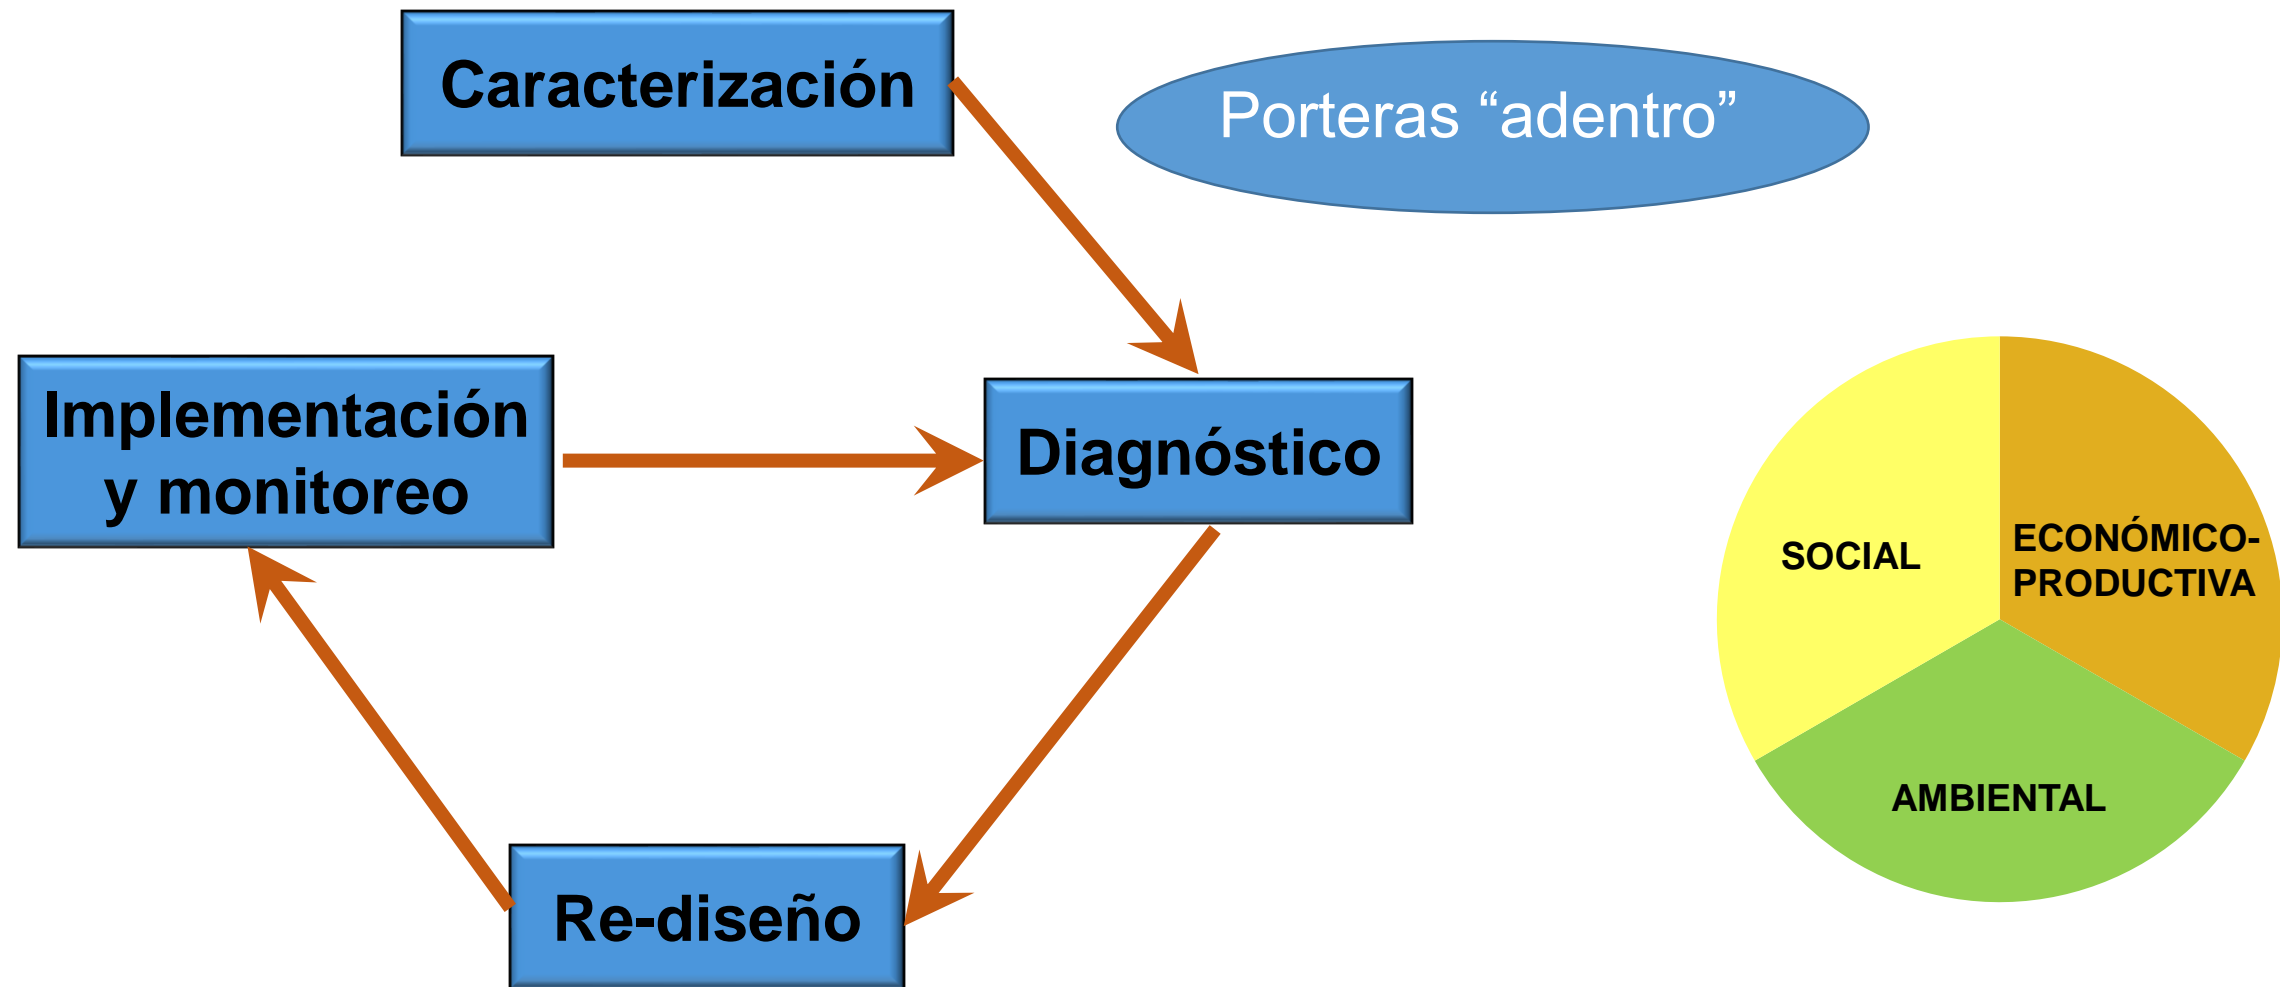 Caracterización
Porteras “adentro”
Implementación
y monitoreo
Diagnóstico
SOCIAL
ECONÓMICO-
PRODUCTIVA
AMBIENTAL
Re-diseño